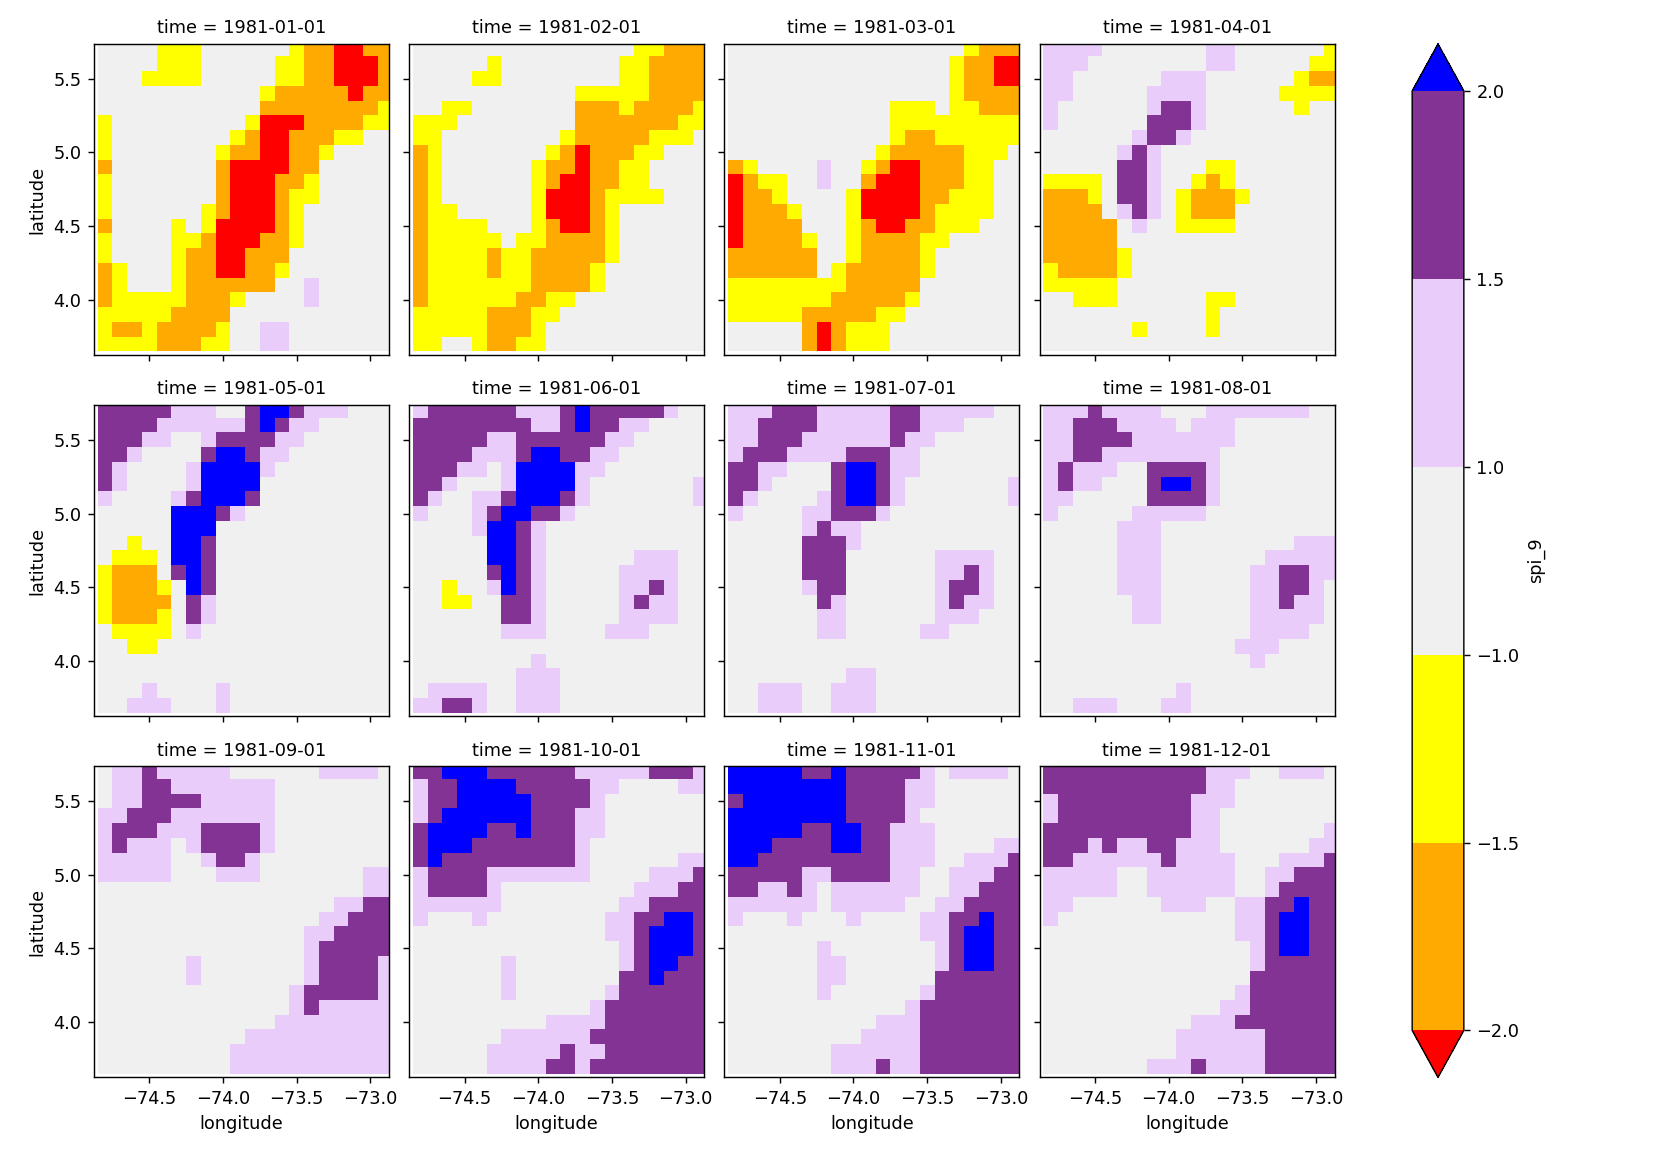 time = 1981-01-01 time = 1981-02-01 time = 1981-03-01 time = 1981-04-01
5.5
5.0
4.5
4.0
latitude
time = 1981-05-01 time = 1981-06-01 time = 1981-07-01 time = 1981-08-01
5.5
5.0
4.5
4.0
latitude
time = 1981-09-01 time = 1981-10-01 time = 1981-11-01 time = 1981-12-01
5.5
5.0
4.5
4.0
latitude
−74.5 −74.0 −73.5 −73.0 −74.5 −74.0 −73.5 −73.0 −74.5 −74.0 −73.5 −73.0 −74.5 −74.0 −73.5 −73.0
longitude longitude longitude longitude
2.0
1.5
1.0
−1.0
−1.5
−2.0
spi_9